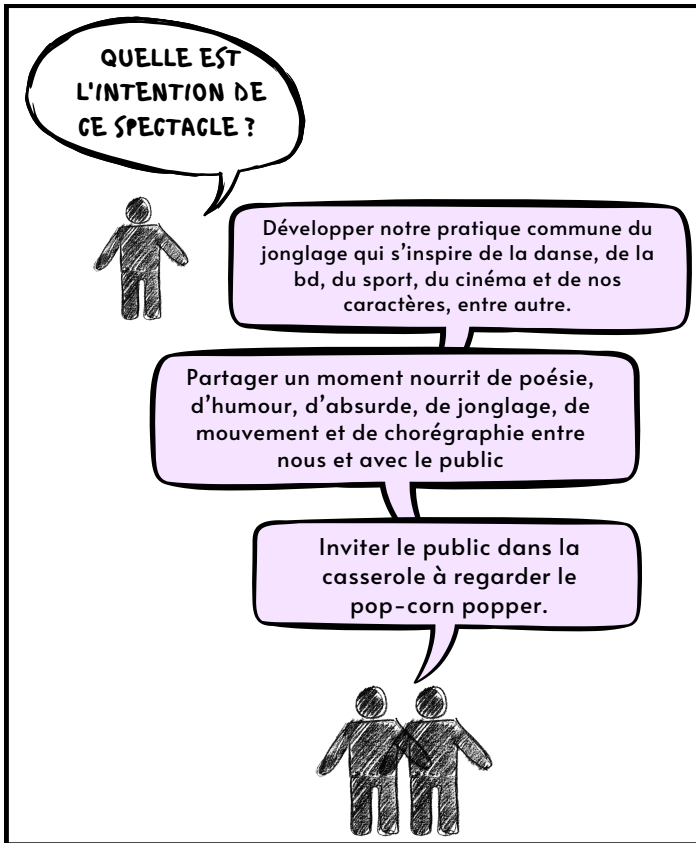 QUELLE EST
L'INTENTION DE
CE SPECTACLE ?
Développer notre pratique commune du
jonglage qui s’inspire de la danse, de la
bd, du sport, du cinéma et de nos
caractères, entre autre.
Partager un moment nourrit de poésie,
d’humour, d’absurde, de jonglage, de
mouvement et de chorégraphie entre
nous et avec le public
Inviter le public dans la
casserole à regarder le
pop-corn popper.